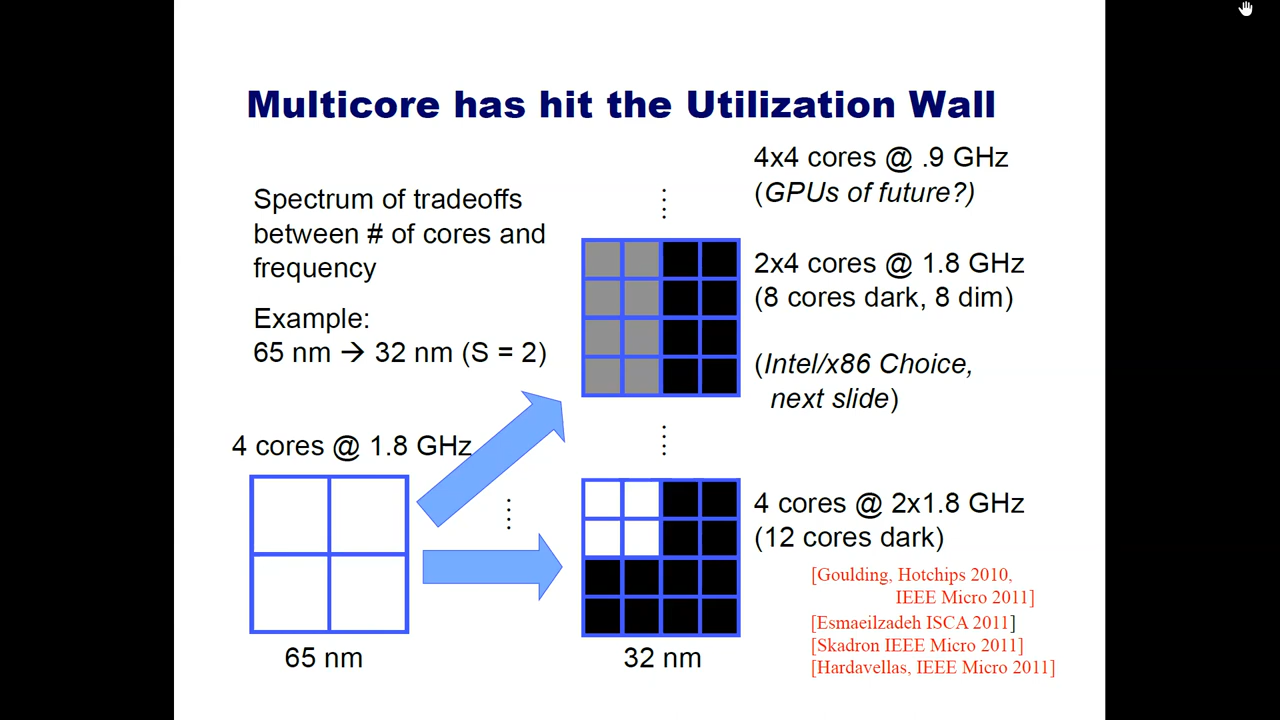 Multicore has hit the Utilization Wall
Spectrum of tradeoffs
between # of cores and
frequency
Example:
65 nm → 32 nm (S = 2)
4 cores @ 1.8 GHz
65 nm
4x4 cores @ .9 GHz
(GPUs of future?)
2x4 cores @ 1.8 GHz
(8 cores dark, 8 dim)
(Intel/x86 Choice,
next slide)
4 cores @ 2x1.8 GHz
(12 cores dark)
32 nm
[Goulding, Hotchips 2010,
IEEE Micro 2011]
[Esmaeilzadeh ISCA 2011]
[Skadron IEEE Micro 2011]
[Hardavellas, IEEE Micro 2011]